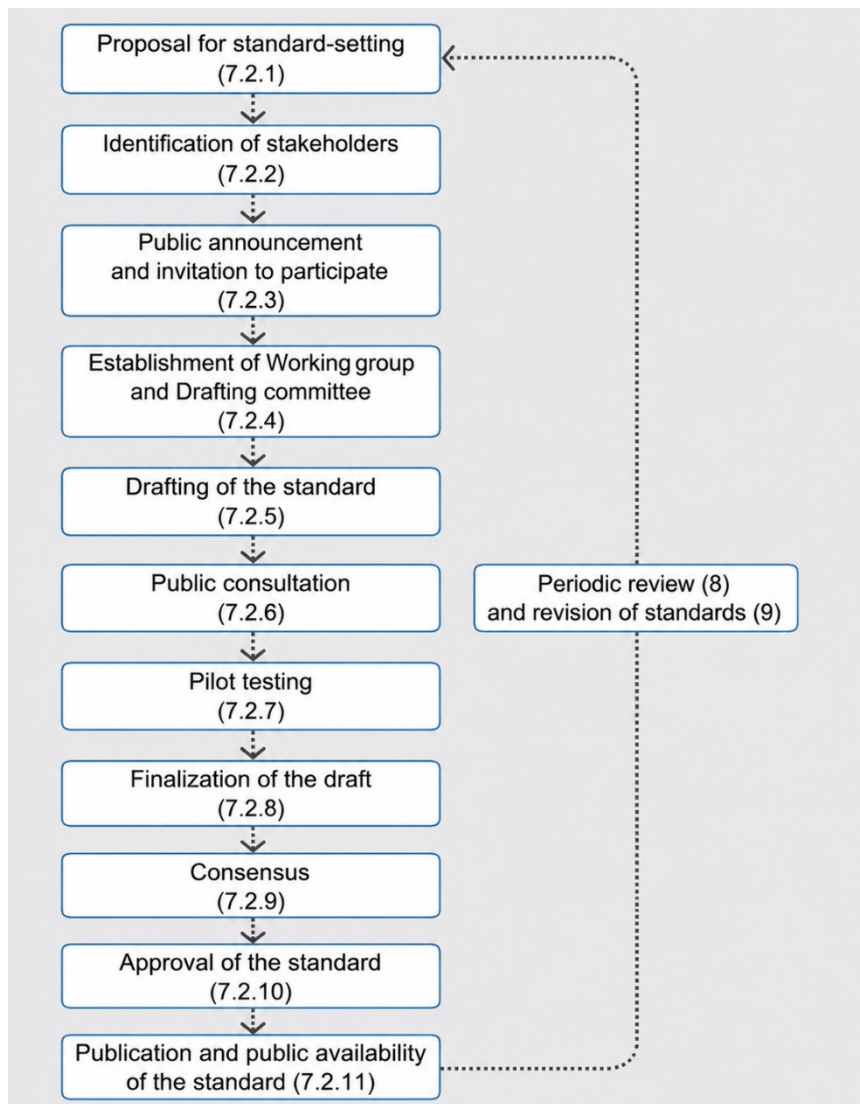 Proposal for standard-setting
(7.2.1)
Identification of stakeholders
(7.2.2)
Public announcement
and invitation to participate
(7.2.3)
Establishment of Working group
and Drafting committee
(7.2.4)
Drafting of the standard
(7.2.5)
Public consultation
(7.2.6)
Pilot testing
(7.2.7)
Finalization of the draft
(7.2.8)
Consensus
(7.2.9)
Approval of the standard
(7.2.10)
Publication and public availability
of the standard (7.2.11)
Periodic review (8)
and revision of standards (9)